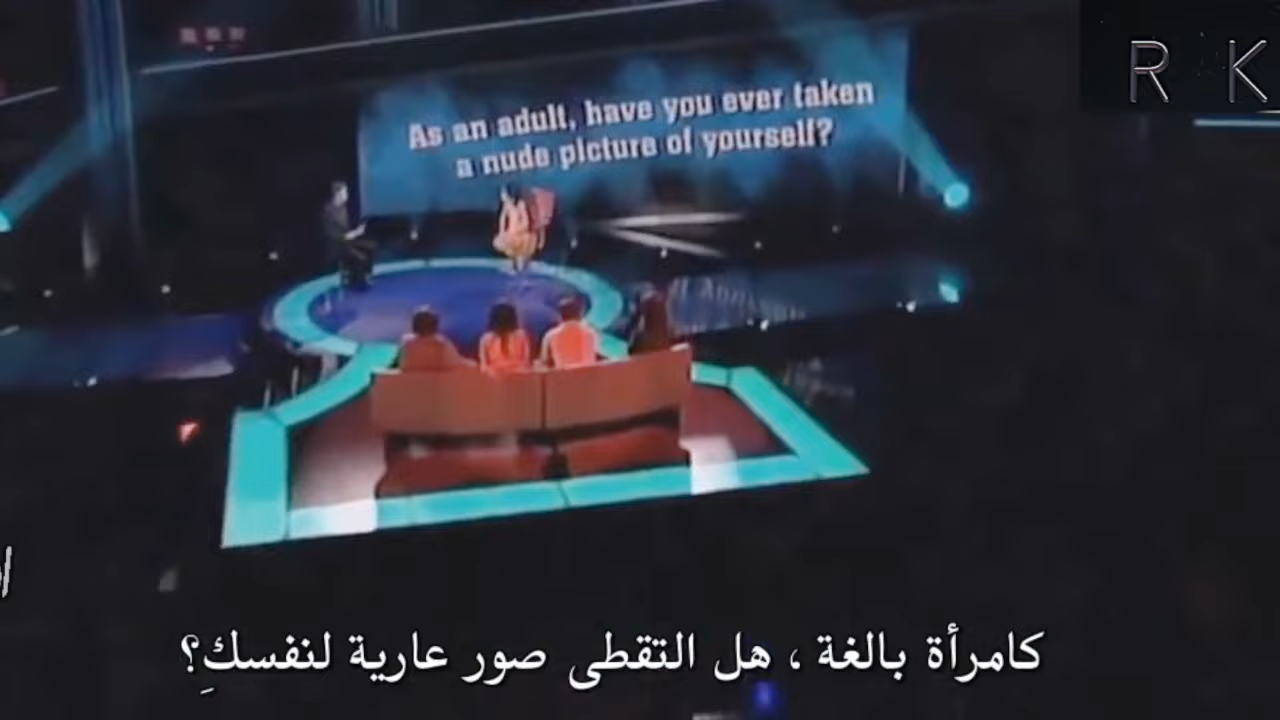 R K
As an adult, have you ever taken
a nude picture of yourself?
كامرأة بالغة ، هل التقطى صور عارية لنفسكِ؟